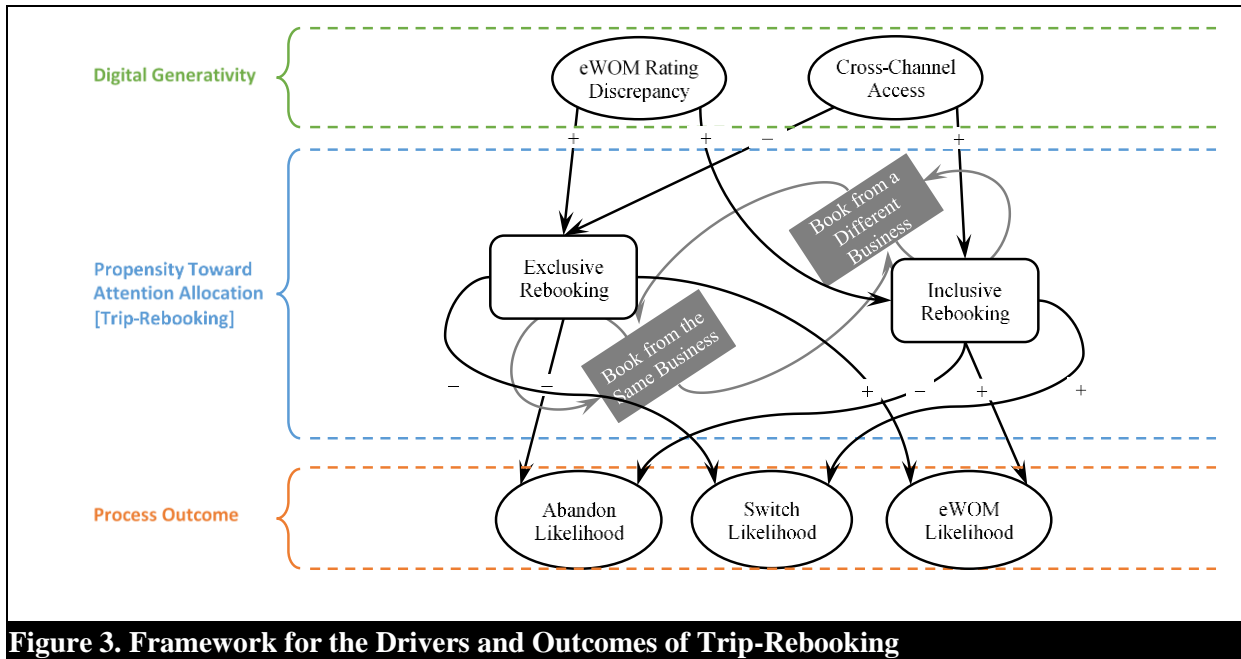 Digital Generativity
eWOM Rating
Discrepancy
Cross-Channel
Access
+
+
−
+
Propensity Toward
Attention Allocation
[Trip-Rebooking]
Book from a
Different
Business
Exclusive
Rebooking
Inclusive
Rebooking
Book from the
Same Business
−
−
+
−
+
+
Process Outcome
Abandon
Likelihood
Switch
Likelihood
eWOM
Likelihood
Figure 3. Framework for the Drivers and Outcomes of Trip-Rebooking